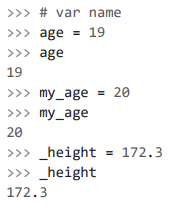 >>> # var name
>>> age = 19
>>> age
19
>>> my_age = 20
>>> my_age
20
>>> _height = 172.3
>>> _height
172.3